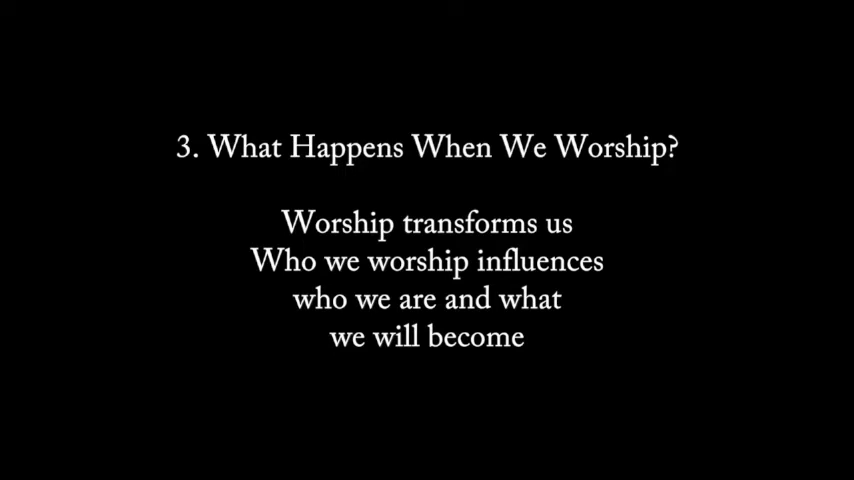 3. What Happens When We Worship?
Worship transforms us
Who we worship influences
who we are and what
we will become